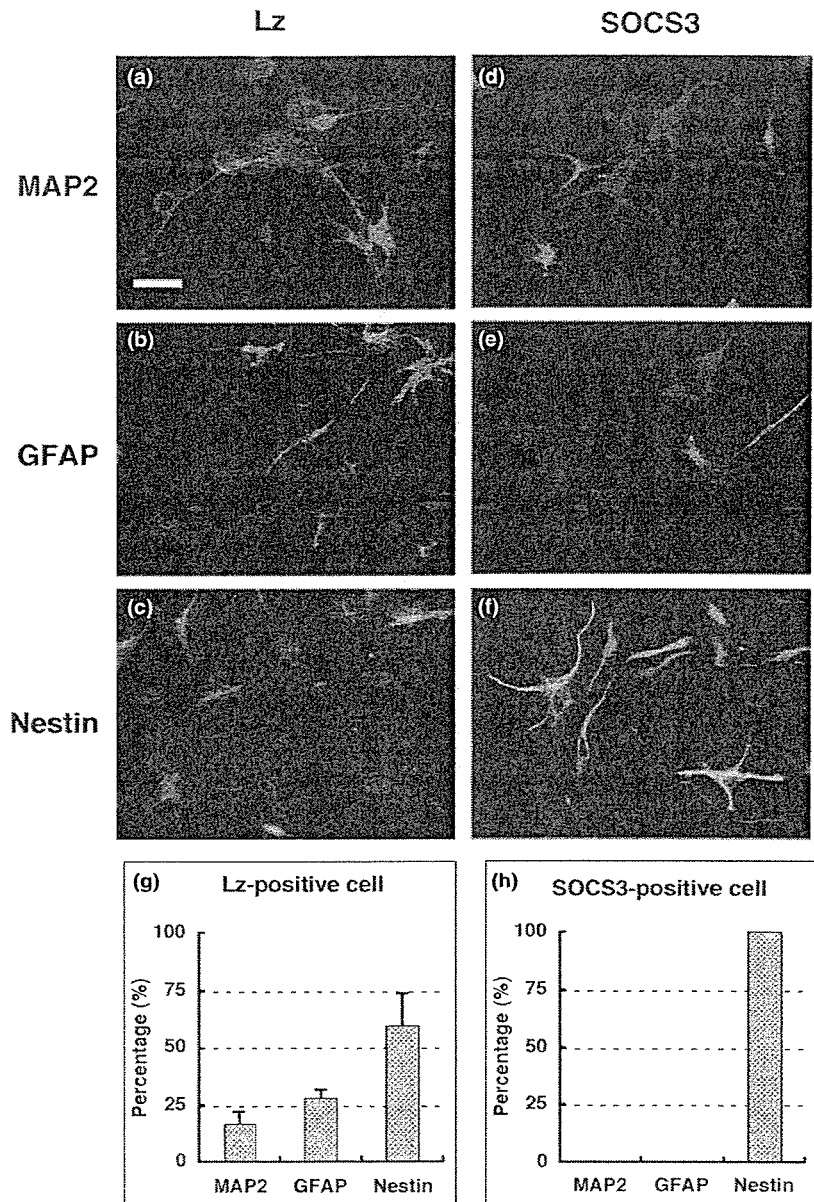 Lz SOCS3
(a) (d)
MAP2
(b) (e)
GFAP
(c) (f)
Nestin
(g) Lz-positive cell
100
75
50
25
0
Percentage (%)
MAP2 GFAP Nestin
(h) SOCS3-positive cell
100
75
50
25
0
Percentage (%)
MAP2 GFAP Nestin